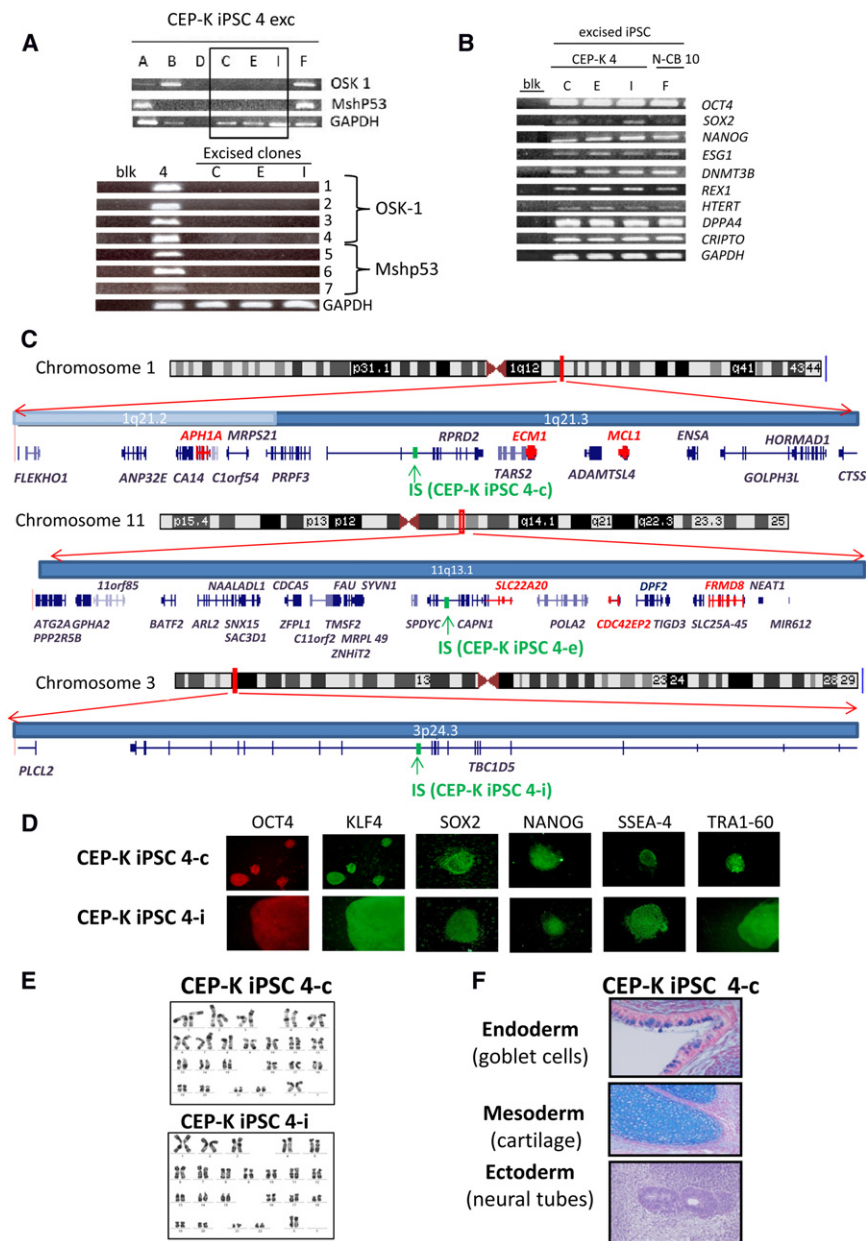 A
CEP-K iPSC 4 exc
A B D C E I F
OSK 1
MshP53
GAPDH
Excised clones
blk 4 C E I
1
2
3
4
OSK-1
5
6
7
Mshp53
GAPDH
B
excised iPSC
CEP-K 4 N-CB 10
blk C E I F
OCT4
SOX2
NANOG
ESG1
DNMT3B
REX1
HTERT
DPPA4
CRIPTO
GAPDH
C
Chromosome 1
p31.1 1q12 q41 43 44
1q21.2 1q21.3
APH1A MRPS21 RPRD2 ECM1 MCL1 ENSA HORMAD1
FLEKHO1 ANP32E CA14 C1orf54 PRPF3 TARS2 ADAMTSL4 GOLPH3L CTSS
IS (CEP-K iPSC 4-c)
Chromosome 11
p15.4 p13 p12 q14.1 q21 q22.3 23.3 25
11q13.1
11orf85 NAALADL1 CDCA5 FAU SYVN1 SLC22A20 DPF2 FRMD8 NEAT1
ATG2A GPHA2 BATF2 ARL2 SNX15 ZFPL1 TMSF2 SPDYC CAPN1 POLA2 CDC42EP2 TIGD3 SLC25A-45 MIR612
PPP2R5B SAC3D1 C11orf2 MRPL 49
ZNHiT2
IS (CEP-K iPSC 4-e)
Chromosome 3
13 23 24 28 29
3p24.3
PLCL2 TBC1D5
IS (CEP-K iPSC 4-i)
D
OCT4 KLF4 SOX2 NANOG SSEA-4 TRA1-60
CEP-K iPSC 4-c
CEP-K iPSC 4-i
E
CEP-K iPSC 4-c
CEP-K iPSC 4-i
F
CEP-K iPSC 4-c
Endoderm
(goblet cells)
Mesoderm
(cartilage)
Ectoderm
(neural tubes)